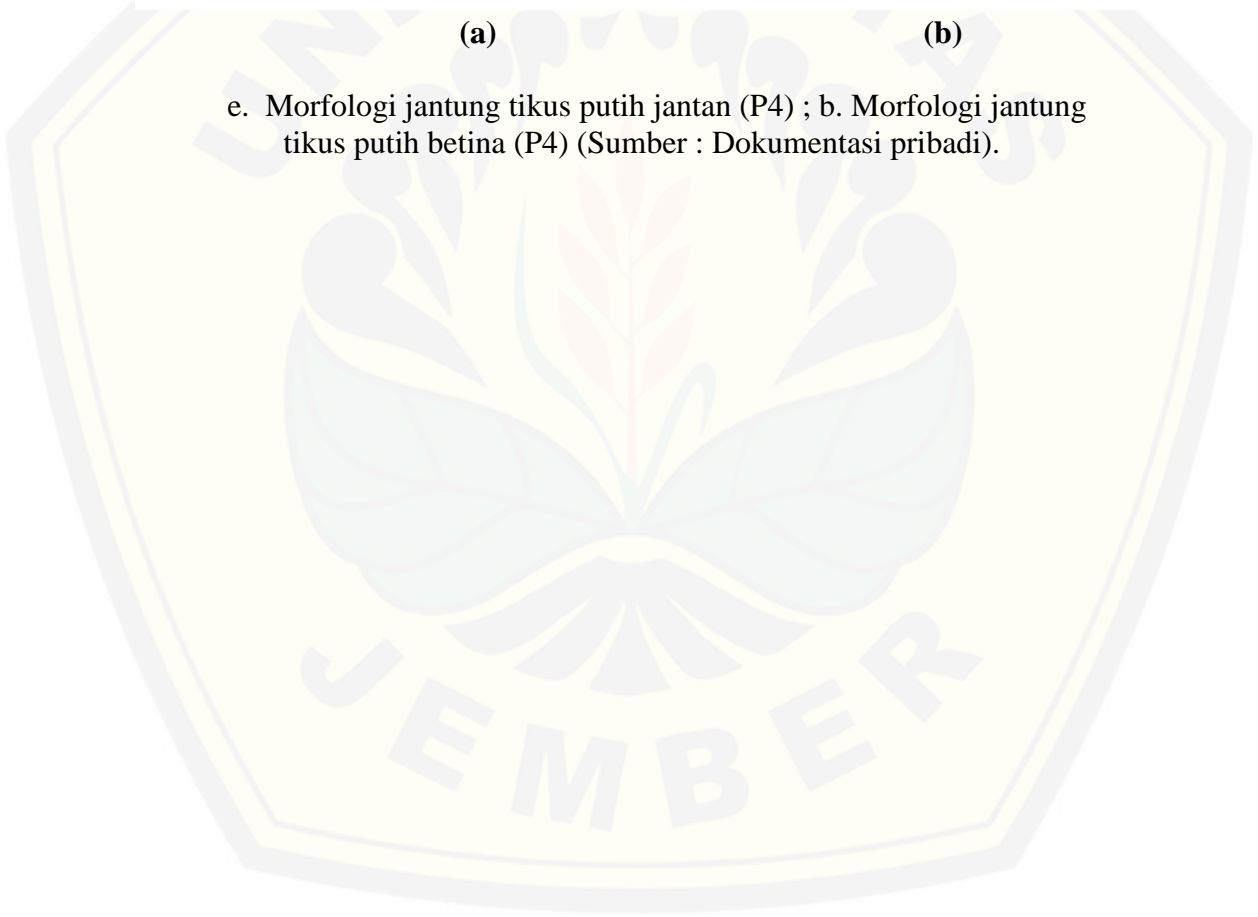 (a) (b)
e. Morfologi jantung tikus putih jantan (P4) ; b. Morfologi jantung
tikus putih betina (P4) (Sumber : Dokumentasi pribadi).
JEMBER